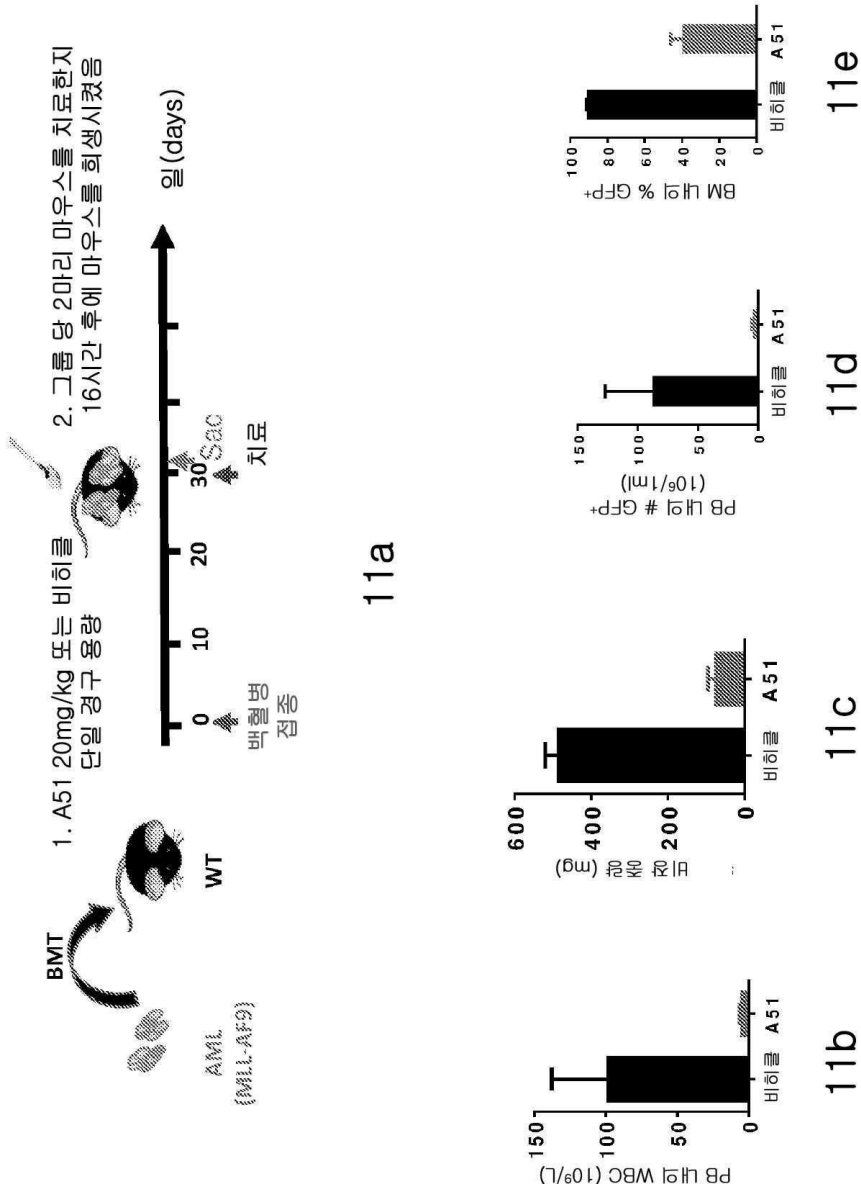 BMT
AML
(MLL-AF9)
WT
1. A51 20mg/kg 또는 비히클
단일 경구 용량
2. 그룹 당 2마리 마우스를 치료한지
16시간 후에 마우스를 희생시켰음
0
10
20
30
일(days)
백혈병
접종
Sac
치료
11a
PB 내의 WBC (10⁹/L)
150
100
50
0
비히클
A51
11b
비장 중량 (mg)
600
400
200
0
비히클
A51
11c
PB 내의 # GFP⁺
(10⁶/1ml)
150
100
50
0
비히클
A51
11d
BM 내의 % GFP⁺
100
80
60
40
20
0
비히클
A51
11e